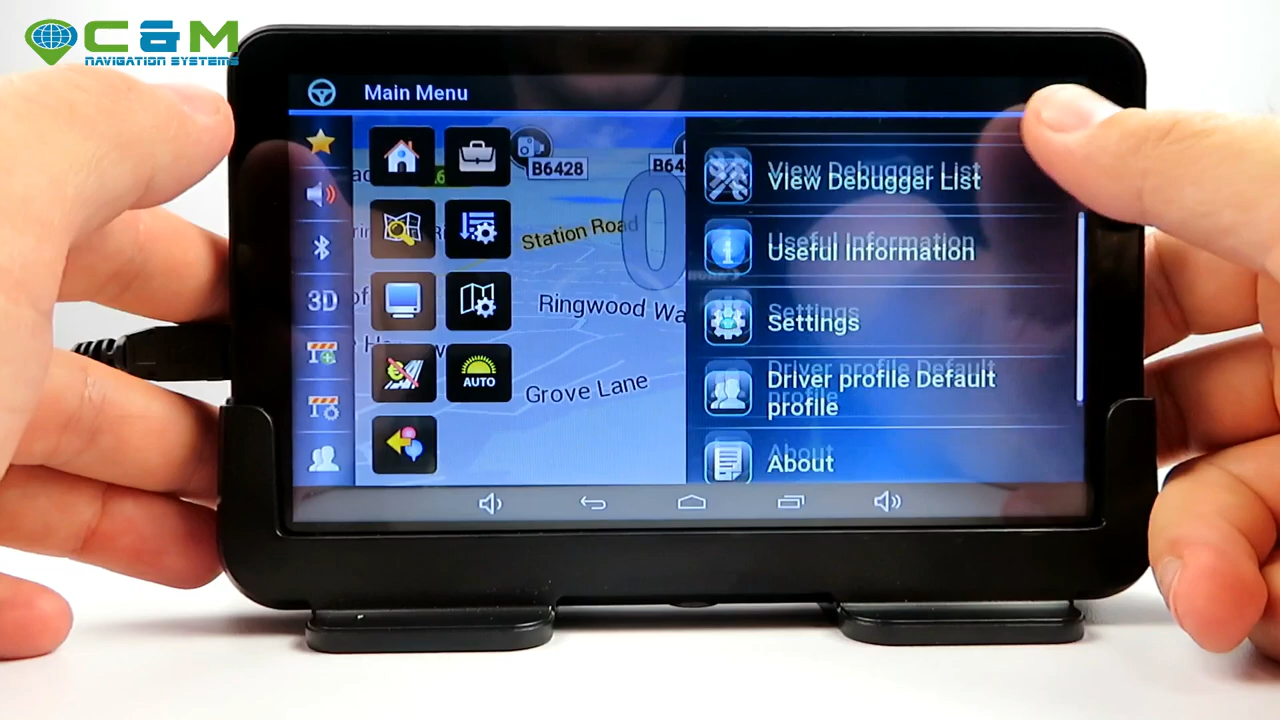 C & M
NAVIGATION SYSTEMS
Main Menu
B6428
B64
Station Road
0
3D
Ringwood Wa
AUTO
Grove Lane
View Debugger List
Useful Information
Settings
Driver profile Default
profile
About